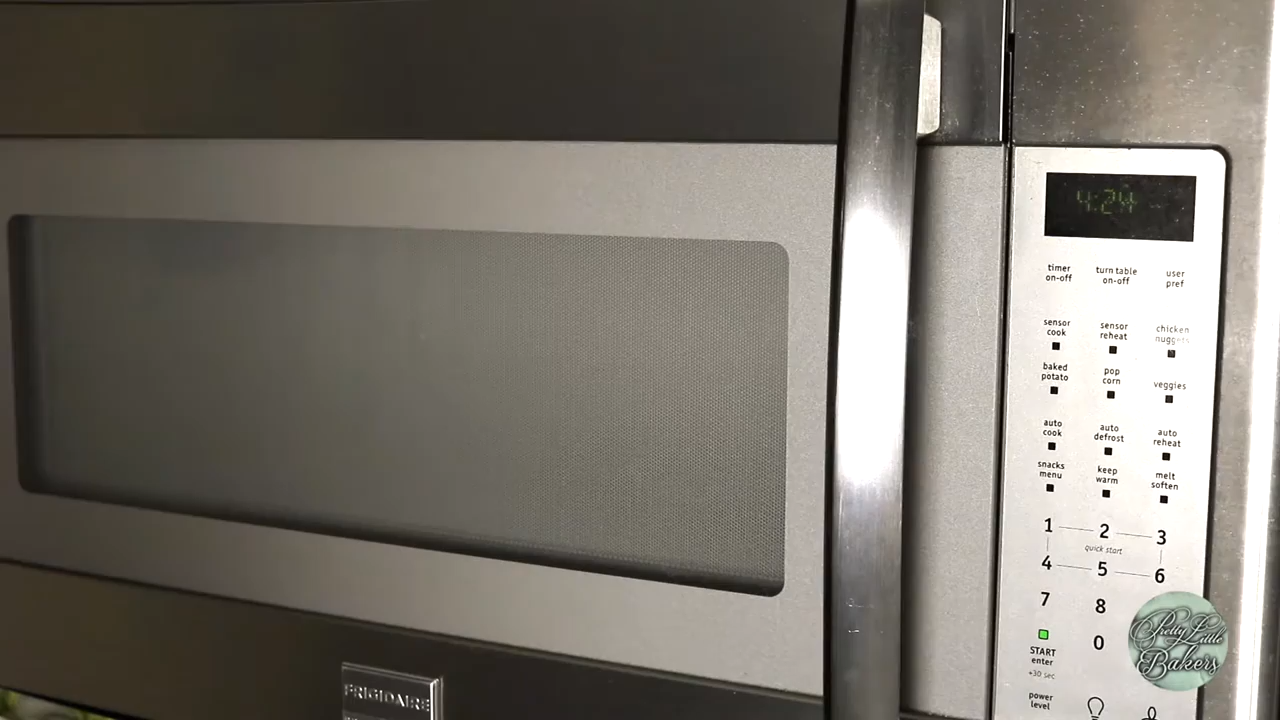 4:24
timer
on-off
turn table
on-off
user
pref
sensor
cook
sensor
reheat
chicken
nuggets
baked
potato
pop
corn
veggies
auto
cook
auto
defrost
auto
reheat
snacks
menu
keep
warm
melt
soften
1 2 3
quick start
4 5 6
7 8
0
START
enter
+30 sec
power
level
Pretty Little
Bakers
FRIGIDAIRE